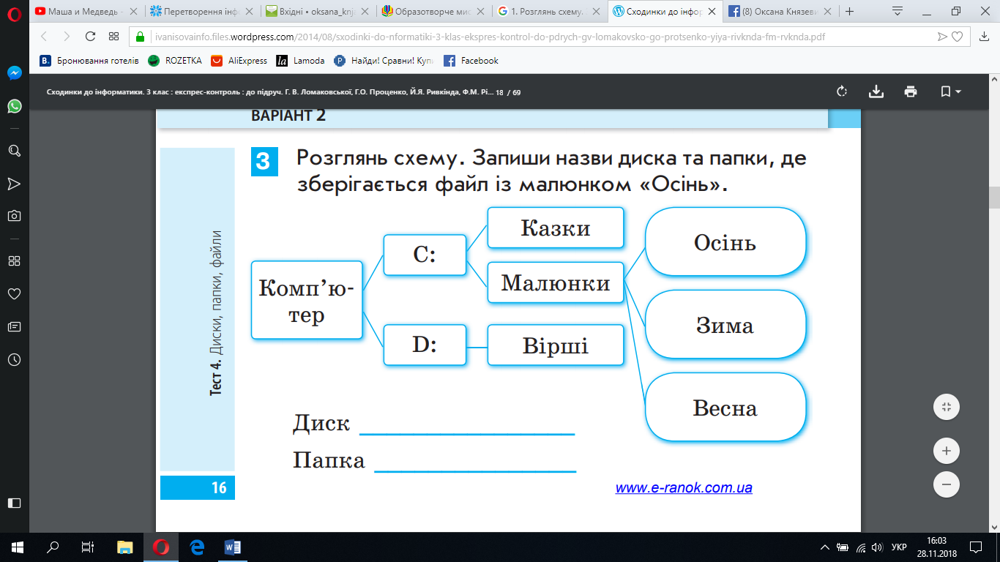 Маша и Медведь -
Перетворення інф
Вхідні • oksana_knj
Образотворче мис
1. Розглянь схему.
Сходинки до інфор
(8) Оксана Князеви
ivanisovainfo.files.wordpress.com/2014/08/sxodinki-do-nformatiki-3-klas-ekspres-kontrol-do-pdrych-gv-lomakovsko-go-protsenko-yiya-rivknda-fm-rvknda.pdf
B. Бронювання готелів
ROZETKA
AliExpress
la Lamoda
P Найди! Сравни! Купи
Facebook
Сходинки до інформатики. 3 клас : експрес-контроль : до підруч. Г. В. Ломаковської, Г.О. Проценко, Й.Я. Ривкінда, Ф.М. Рі... 18 / 69
ВАРІАНТ 2
3 Розглянь схему. Запиши назви диска та папки, де
зберігається файл із малюнком «Осінь».
Комп’ю-
тер
C:
D:
Казки
Малюнки
Вірші
Осінь
Зима
Весна
Диск
Папка
Тест 4. Диски, папки, файли
16
www.e-ranok.com.ua
УКР
16:03
28.11.2018